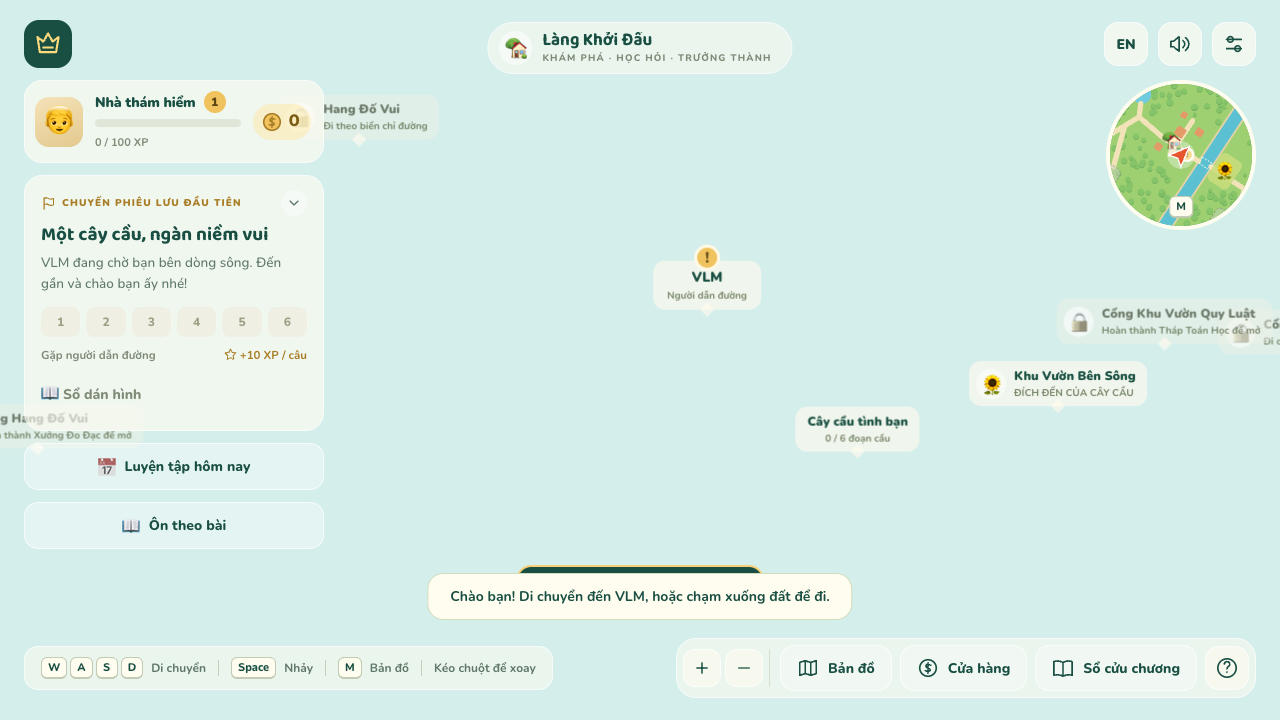 Làng Khởi Đầu
KHÁM PHÁ · HỌC HỎI · TRƯỞNG THÀNH
EN
Nhà thám hiểm 1
0 / 100 XP
0
Hang Đố Vui
Đi theo biển chỉ đường
CHUYẾN PHIÊU LƯU ĐẦU TIÊN
Một cây cầu, ngàn niềm vui
VLM đang chờ bạn bên dòng sông. Đến
gần và chào bạn ấy nhé!
1 2 3 4 5 6
Gặp người dẫn đường
+10 XP / câu
Sổ dán hình
Hang Đố Vui
thành Xưởng Đo Đạc để mở
Luyện tập hôm nay
Ôn theo bài
M
!
VLM
Người dẫn đường
Cổng Khu Vườn Quy Luật
Hoàn thành Tháp Toán Học để mở
Khu Vườn Bên Sông
ĐÍCH ĐẾN CỦA CÂY CẦU
Cây cầu tình bạn
0 / 6 đoạn cầu
Chào bạn! Di chuyển đến VLM, hoặc chạm xuống đất để đi.
W A S D Di chuyển
Space Nhảy
M Bản đồ
Kéo chuột để xoay
+ −
Bản đồ
Cửa hàng
Sổ cửu chương
?